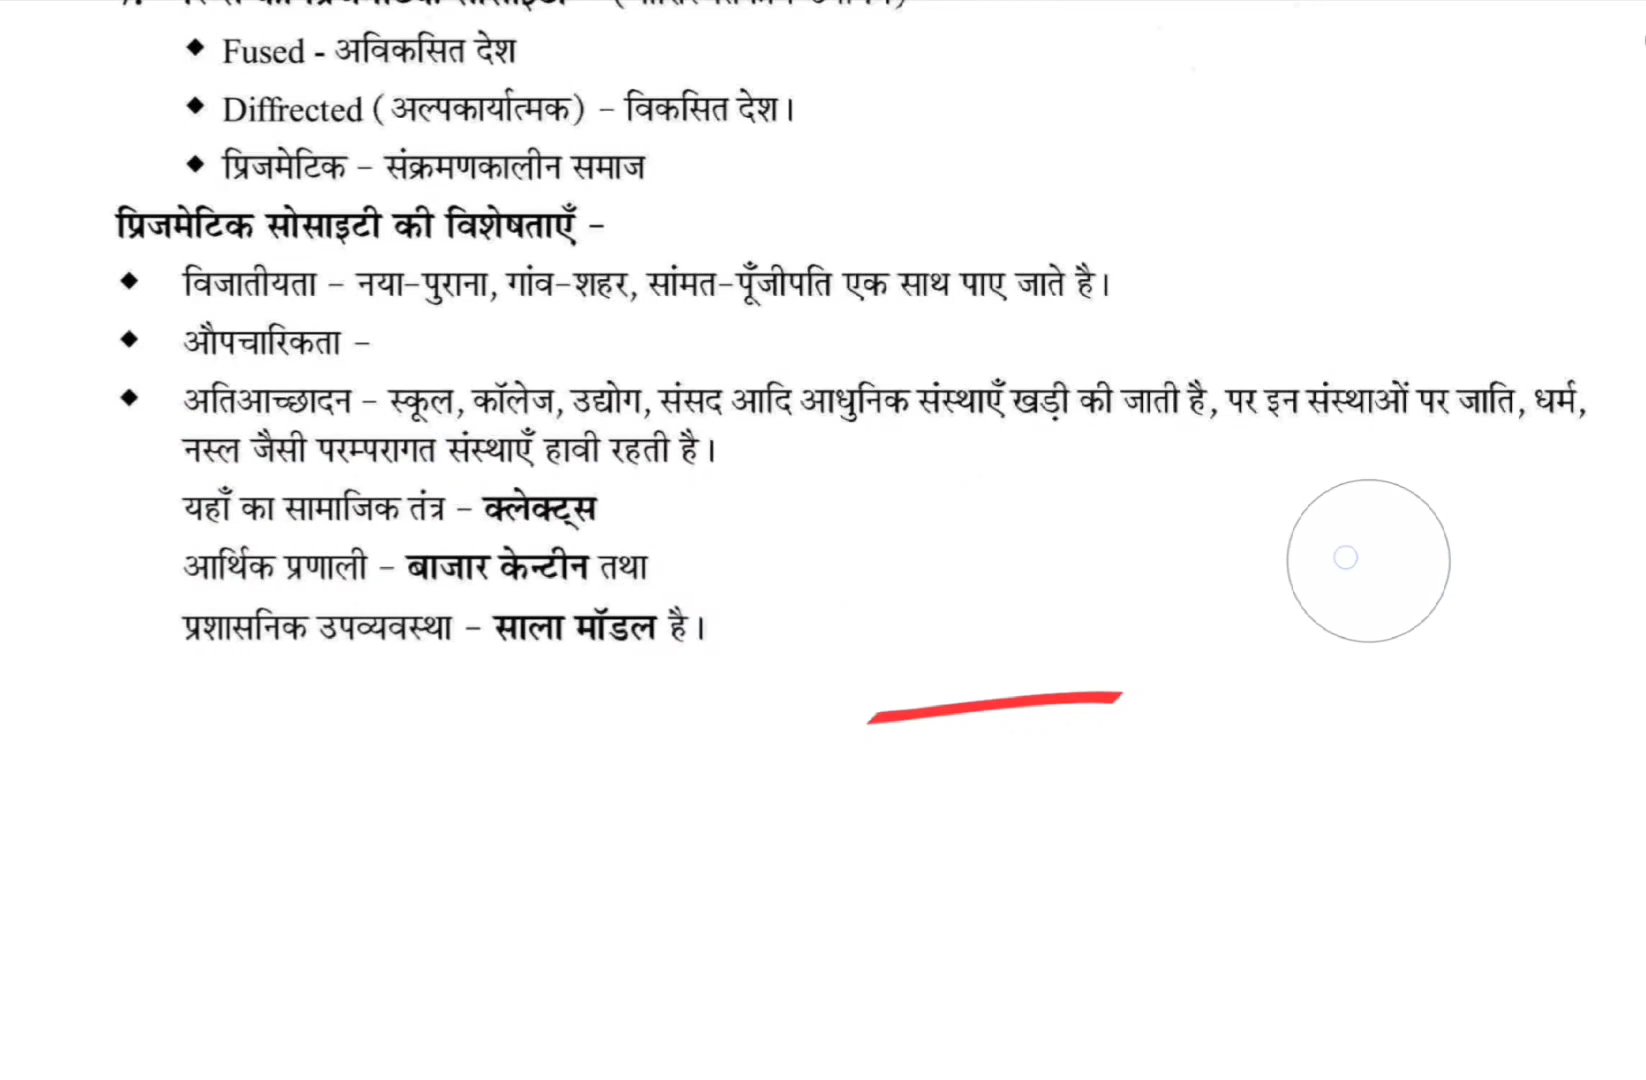 ◆ Fused - अविकसित देश
◆ Diffrected ( अल्पकार्यात्मक) – विकसित देश।
◆ प्रिजमेटिक – संक्रमणकालीन समाज
प्रिजमेटिक सोसाइटी की विशेषताएँ –
◆ विजातीयता – नया-पुराना, गांव-शहर, सांमत-पूँजीपति एक साथ पाए जाते है।
◆ औपचारिकता –
◆ अतिआच्छादन – स्कूल, कॉलेज, उद्योग, संसद आदि आधुनिक संस्थाएँ खड़ी की जाती है, पर इन संस्थाओं पर जाति, धर्म,
नस्ल जैसी परम्परागत संस्थाएँ हावी रहती है।
यहाँ का सामाजिक तंत्र – क्लेक्ट्स
आर्थिक प्रणाली – बाजार केन्टीन तथा
प्रशासनिक उपव्यवस्था – साला मॉडल है।